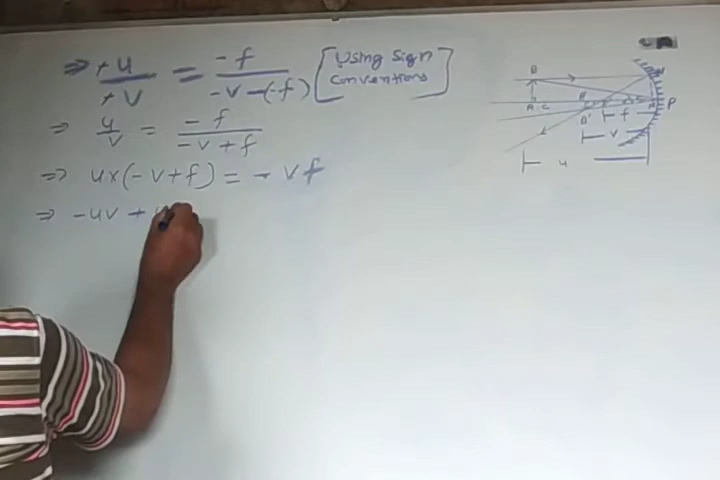 ⇒ +u/+v = -f/-v-(-f) [Using Sign Conventions]
⇒ u/v = -f/-v+f
⇒ u×(-v+f) = -vf
⇒ -uv +
B
A C
B'
f
P
v
u